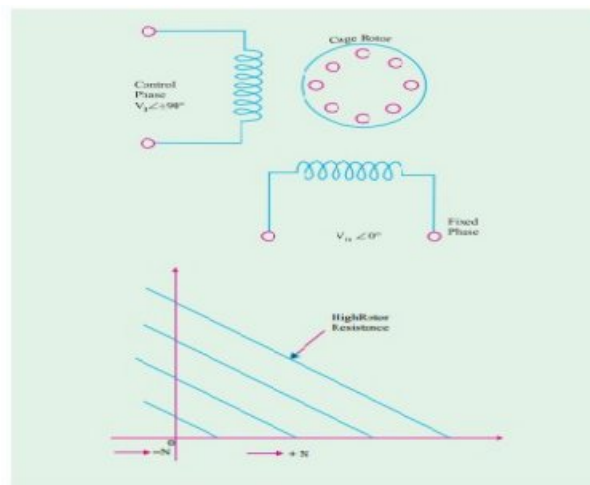 Cage Rotor
Control
Phase
Fixed
Phase
HighRotor
Resistance
0
−N
+ N